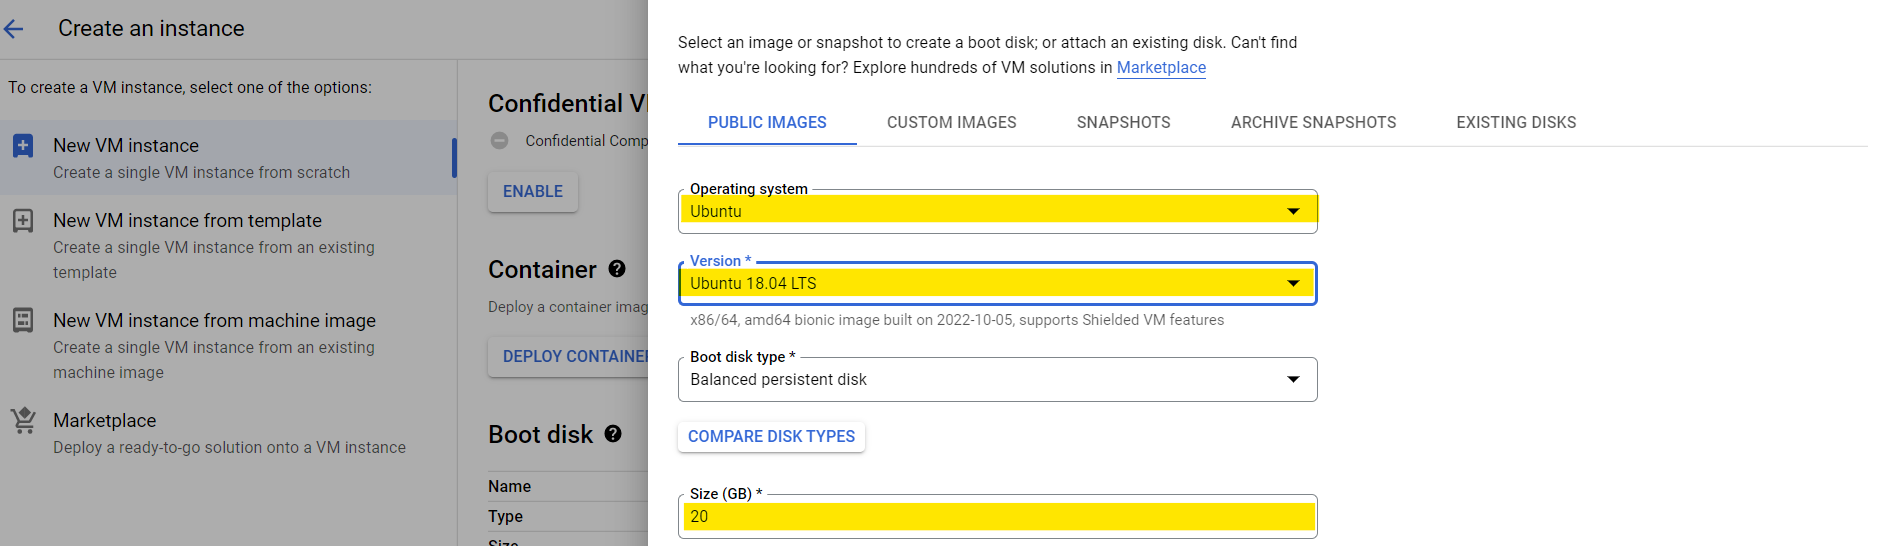 Create an instance
To create a VM instance, select one of the options:
New VM instance
Create a single VM instance from scratch
New VM instance from template
Create a single VM instance from an existing
template
New VM instance from machine image
Create a single VM instance from an existing
machine image
Marketplace
Deploy a ready-to-go solution onto a VM instance
Confidential V
Confidential Comp
ENABLE
Container
Deploy a container imag
DEPLOY CONTAINE
Boot disk
Name
Type
Size
Select an image or snapshot to create a boot disk; or attach an existing disk. Can't find
what you're looking for? Explore hundreds of VM solutions in Marketplace
PUBLIC IMAGES CUSTOM IMAGES SNAPSHOTS ARCHIVE SNAPSHOTS EXISTING DISKS
Operating system
Ubuntu
Version *
Ubuntu 18.04 LTS
x86/64, amd64 bionic image built on 2022-10-05, supports Shielded VM features
Boot disk type *
Balanced persistent disk
COMPARE DISK TYPES
Size (GB) *
20